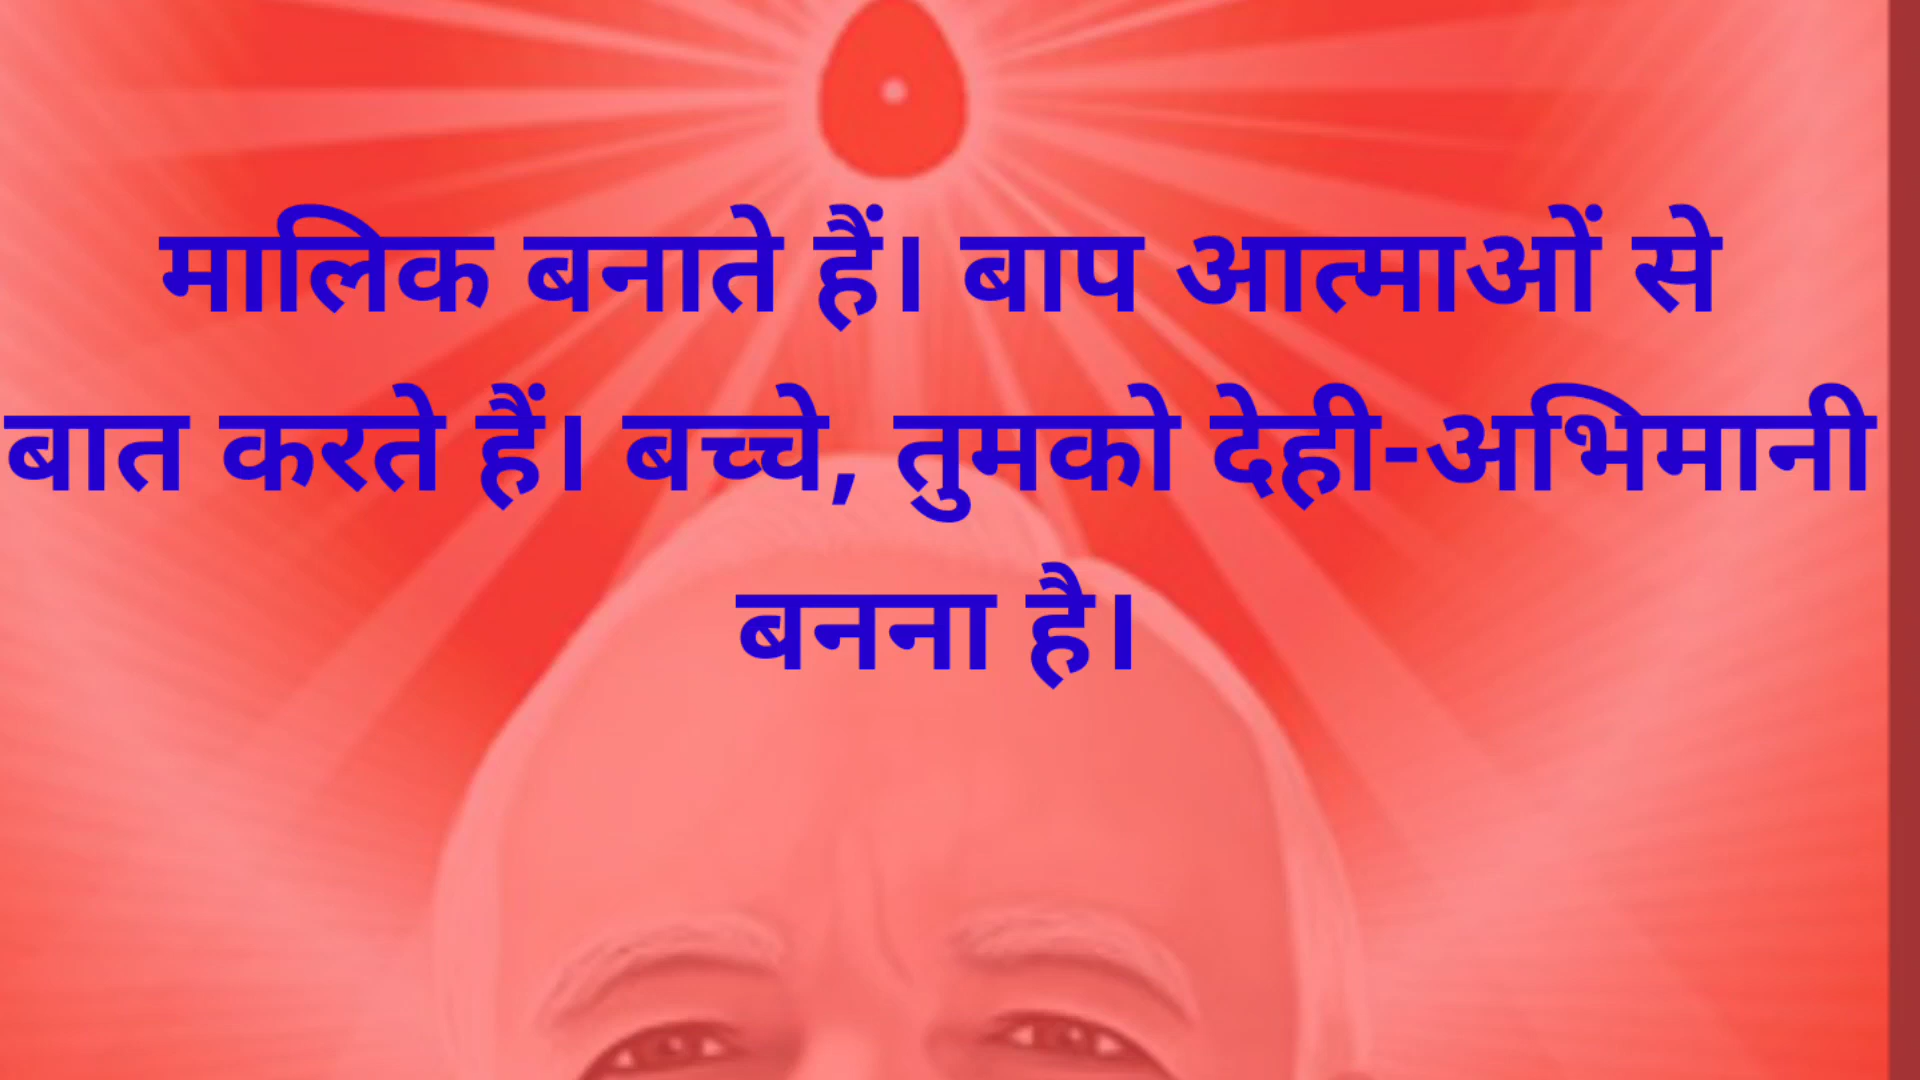 मालिक बनाते हैं। बाप आत्माओं से
बात करते हैं। बच्चे, तुमको देही-अभिमानी
बनना है।